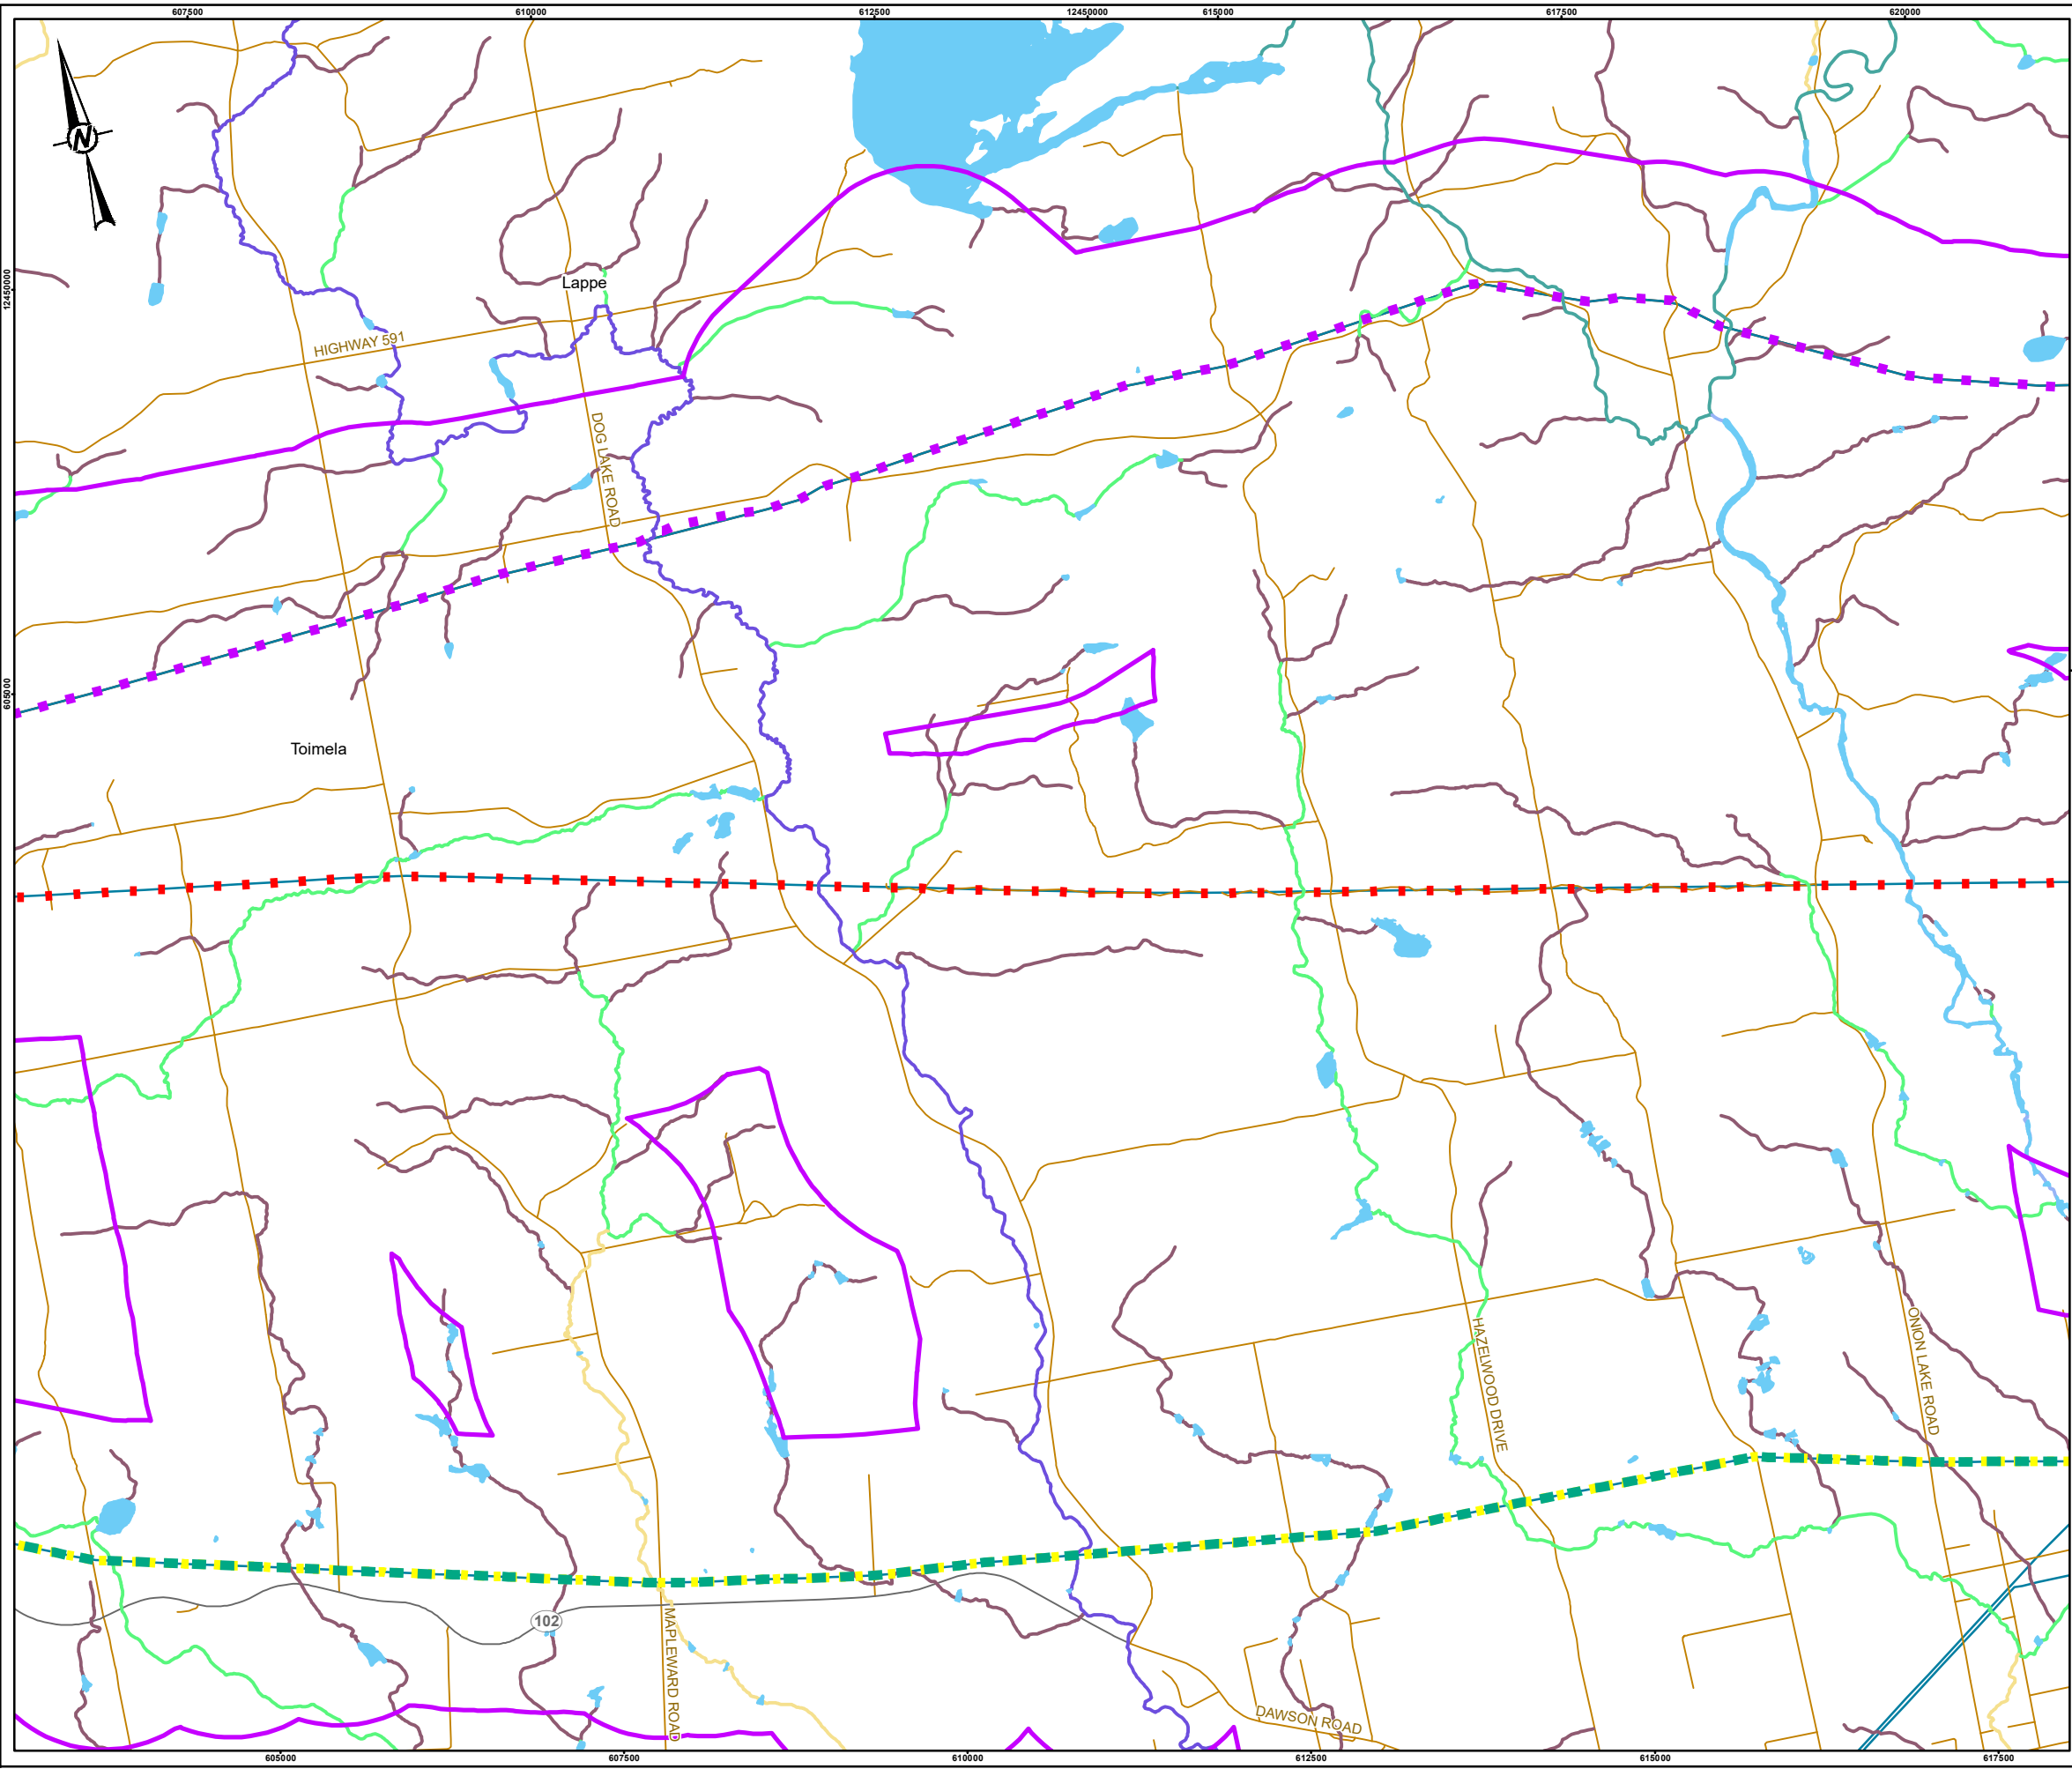 607500
610000
612500
12450000
615000
617500
620000
N
12450000
Lappe
HIGHWAY 591
DOG LAKE ROAD
605000
Toimela
HAZELWOOD DRIVE
ONION LAKE ROAD
102
MAPLEWARD ROAD
DAWSON ROAD
605000
607500
610000
612500
615000
617500